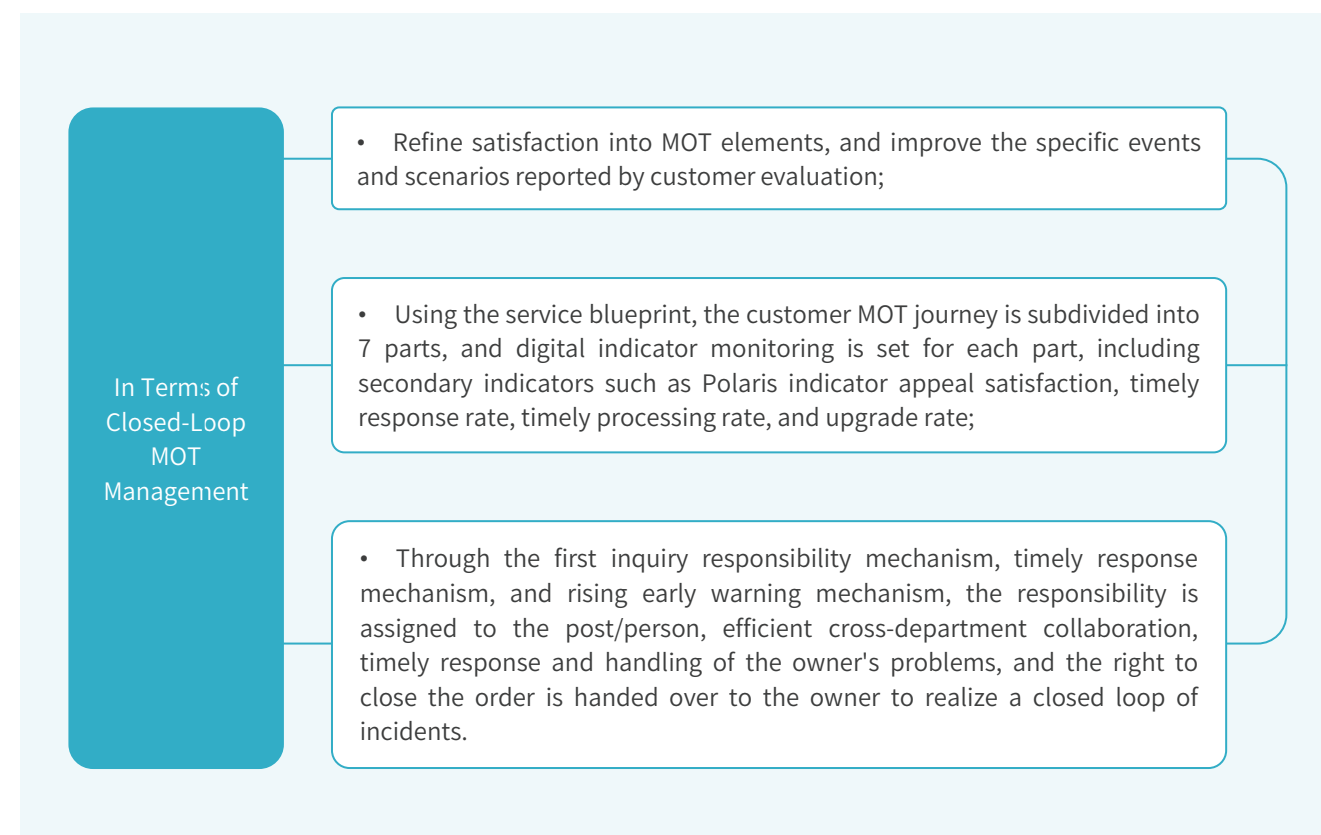 In Terms of
Closed-Loop
MOT
Management
• Refine satisfaction into MOT elements, and improve the specific events
and scenarios reported by customer evaluation;
• Using the service blueprint, the customer MOT journey is subdivided into
7 parts, and digital indicator monitoring is set for each part, including
secondary indicators such as Polaris indicator appeal satisfaction, timely
response rate, timely processing rate, and upgrade rate;
• Through the first inquiry responsibility mechanism, timely response
mechanism, and rising early warning mechanism, the responsibility is
assigned to the post/person, efficient cross-department collaboration,
timely response and handling of the owner's problems, and the right to
close the order is handed over to the owner to realize a closed loop of
incidents.